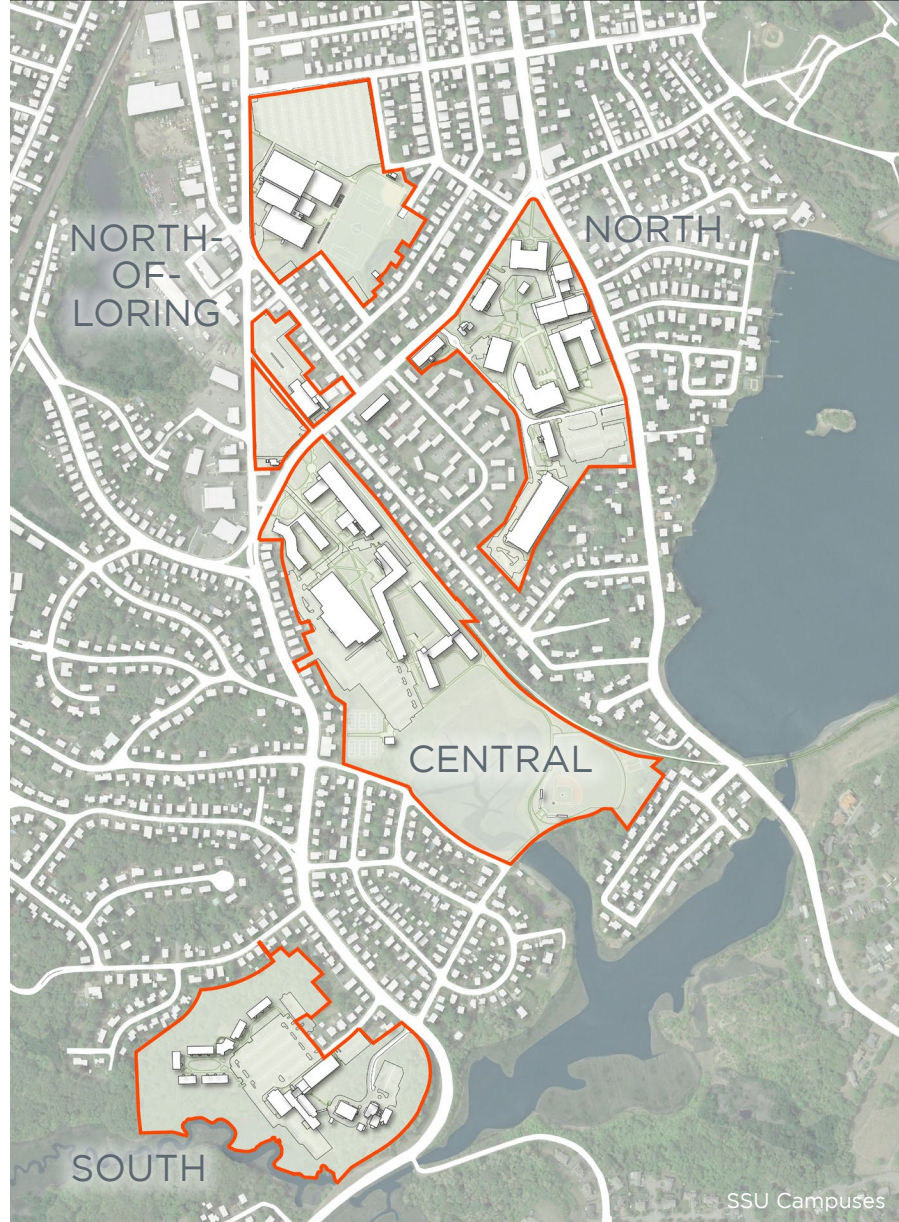 NORTH-
OF-
LORING
NORTH
CENTRAL
SOUTH
SSU Campuses